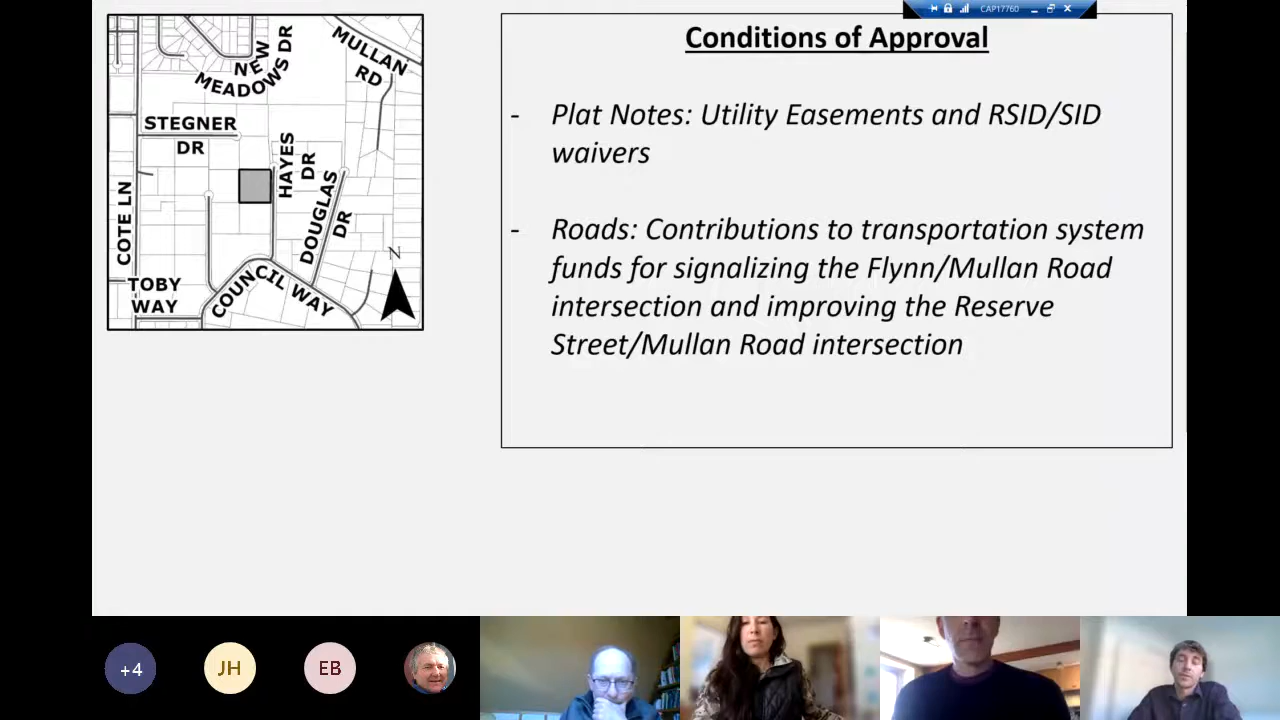 CAP17760
Conditions of Approval
- Plat Notes: Utility Easements and RSID/SID
waivers
- Roads: Contributions to transportation system
funds for signalizing the Flynn/Mullan Road
intersection and improving the Reserve
Street/Mullan Road intersection
MULLAN
RD
NEW
MEADOWS DR
STEGNER
DR
HAYES
DR
DOUGLAS
DR
COTE LN
TOBY
WAY
COUNCIL WAY
N
+4
JH
EB